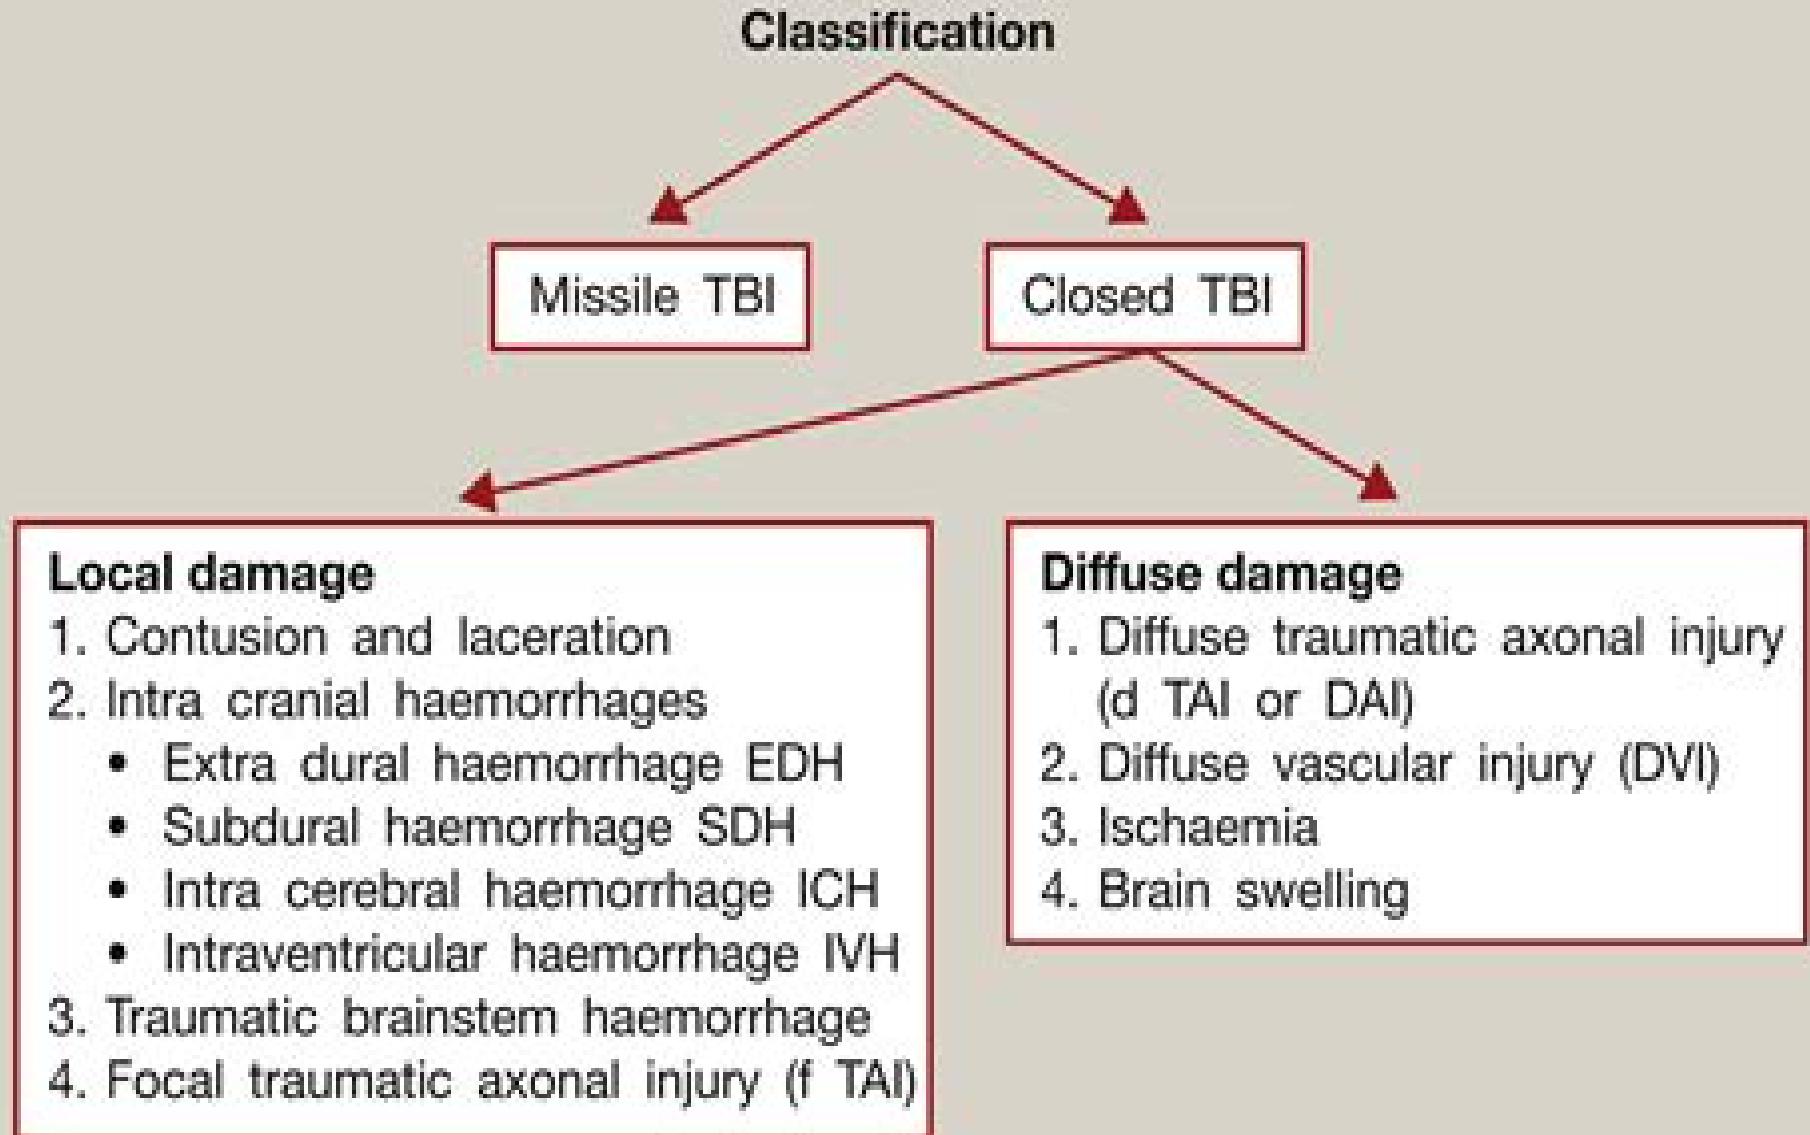 Classification
Missile TBI
Closed TBI
Local damage
1. Contusion and laceration
2. Intra cranial haemorrhages
• Extra dural haemorrhage EDH
• Subdural haemorrhage SDH
• Intra cerebral haemorrhage ICH
• Intraventricular haemorrhage IVH
3. Traumatic brainstem haemorrhage
4. Focal traumatic axonal injury (f TAI)
Diffuse damage
1. Diffuse traumatic axonal injury
(d TAI or DAI)
2. Diffuse vascular injury (DVI)
3. Ischaemia
4. Brain swelling